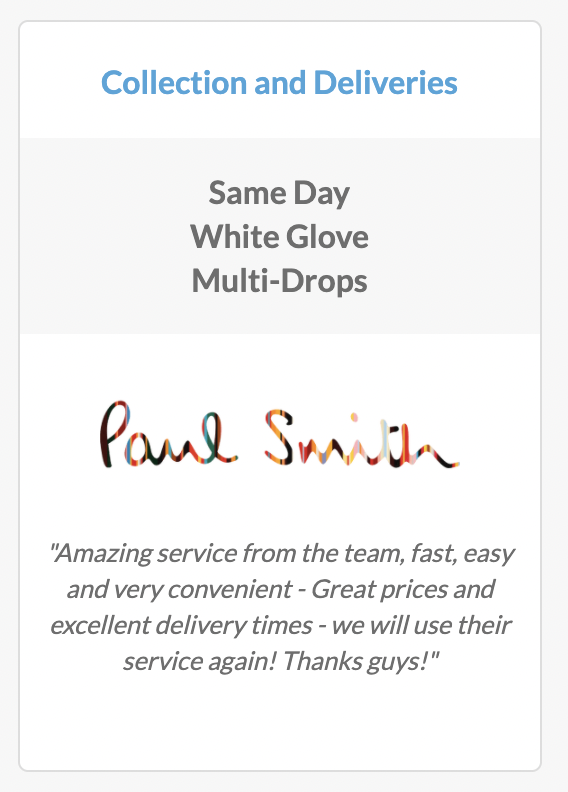 Collection and Deliveries
Same Day
White Glove
Multi-Drops
Paul Smith
"Amazing service from the team, fast, easy
and very convenient - Great prices and
excellent delivery times - we will use their
service again! Thanks guys!"